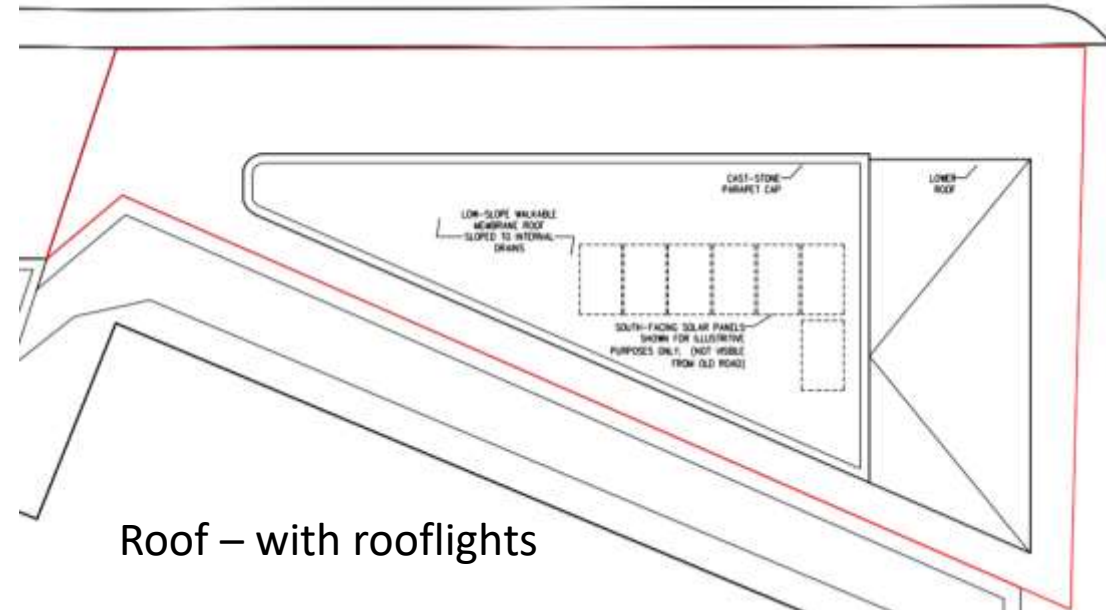 CAST-STONE
PARAPET CAP
LOWER
ROOF
LOW-SLOPE WALKABLE
MEMBRANE ROOF
SLOPED TO INTERNAL
DRAINS
SOUTH-FACING SOLAR PANELS
SHOWN FOR ILLUSTRITIVE
PURPOSES ONLY. (NOT VISIBLE
FROM OLD ROAD)
Roof – with rooflights